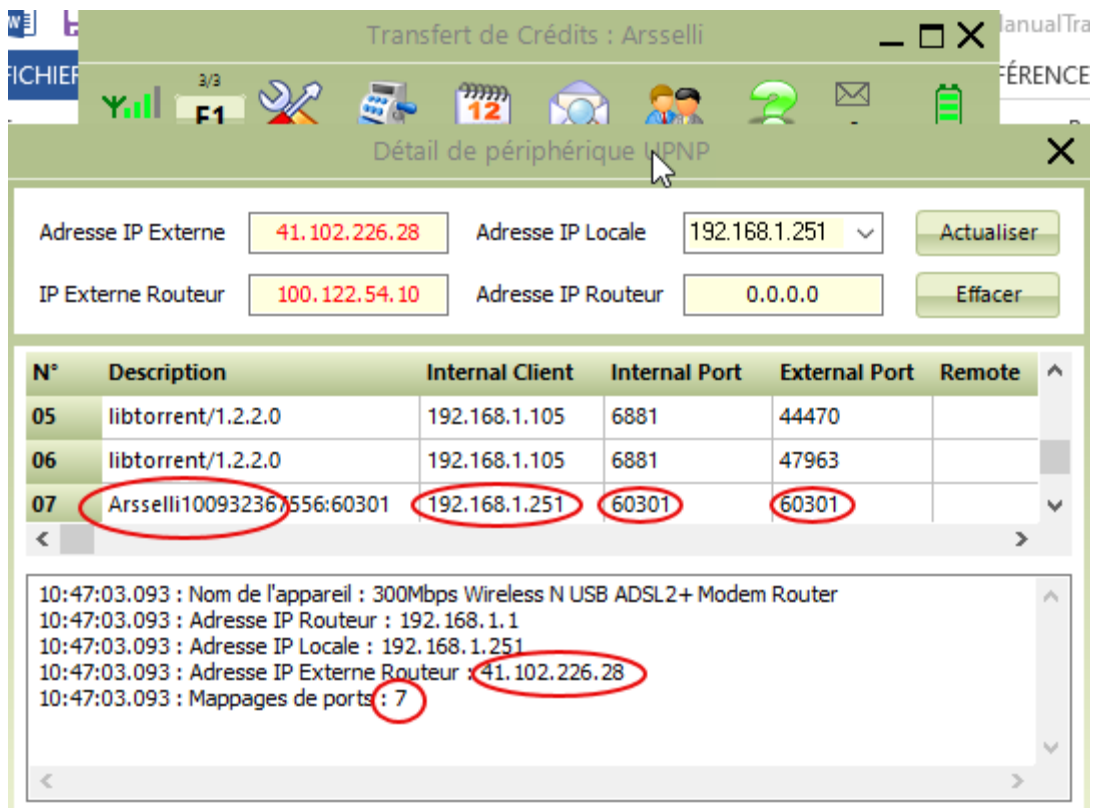 Transfert de Crédits : Arsselli
anualTra
FICHIER
3/3
F1
12
FÉRENCE
Détail de périphérique UPNP
Adresse IP Externe 41.102.226.28 Adresse IP Locale 192.168.1.251 Actualiser
IP Externe Routeur 100.122.54.10 Adresse IP Routeur 0.0.0.0 Effacer
N° Description Internal Client Internal Port External Port Remote
05 libtorrent/1.2.2.0 192.168.1.105 6881 44470
06 libtorrent/1.2.2.0 192.168.1.105 6881 47963
07 Arsselli100932367556:60301 192.168.1.251 60301 60301
10:47:03.093 : Nom de l'appareil : 300Mbps Wireless N USB ADSL2+ Modem Router
10:47:03.093 : Adresse IP Routeur : 192.168.1.1
10:47:03.093 : Adresse IP Locale : 192.168.1.251
10:47:03.093 : Adresse IP Externe Routeur : 41.102.226.28
10:47:03.093 : Mappages de ports : 7